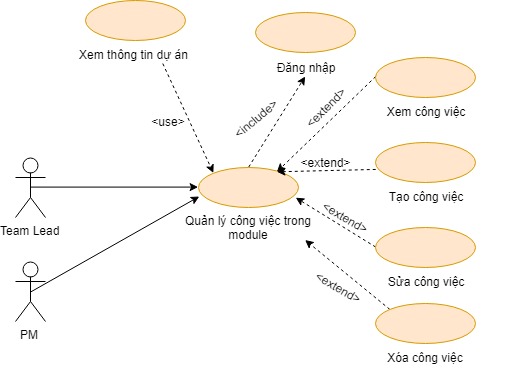 Xem thông tin dự án
Đăng nhập
<extend>
Xem công việc
<use>
<include>
<extend>
Tạo công việc
Team Lead
Quản lý công việc trong
module
<extend>
Sửa công việc
<extend>
PM
Xóa công việc